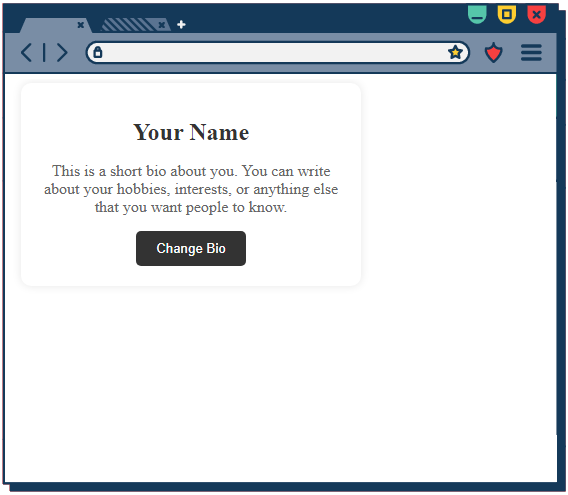 Your Name
This is a short bio about you. You can write
about your hobbies, interests, or anything else
that you want people to know.
Change Bio